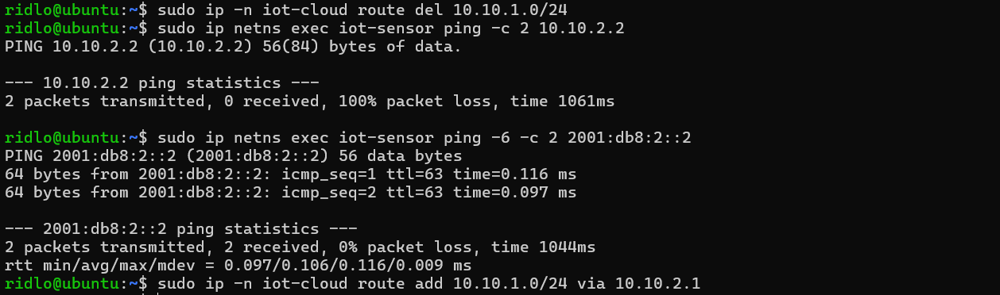 ridlo@ubuntu:~$ sudo ip -n iot-cloud route del 10.10.1.0/24
ridlo@ubuntu:~$ sudo ip netns exec iot-sensor ping -c 2 10.10.2.2
PING 10.10.2.2 (10.10.2.2) 56(84) bytes of data.
--- 10.10.2.2 ping statistics ---
2 packets transmitted, 0 received, 100% packet loss, time 1061ms
ridlo@ubuntu:~$ sudo ip netns exec iot-sensor ping -6 -c 2 2001:db8:2::2
PING 2001:db8:2::2 (2001:db8:2::2) 56 data bytes
64 bytes from 2001:db8:2::2: icmp_seq=1 ttl=63 time=0.116 ms
64 bytes from 2001:db8:2::2: icmp_seq=2 ttl=63 time=0.097 ms
--- 2001:db8:2::2 ping statistics ---
2 packets transmitted, 2 received, 0% packet loss, time 1044ms
rtt min/avg/max/mdev = 0.097/0.106/0.116/0.009 ms
ridlo@ubuntu:~$ sudo ip -n iot-cloud route add 10.10.1.0/24 via 10.10.2.1